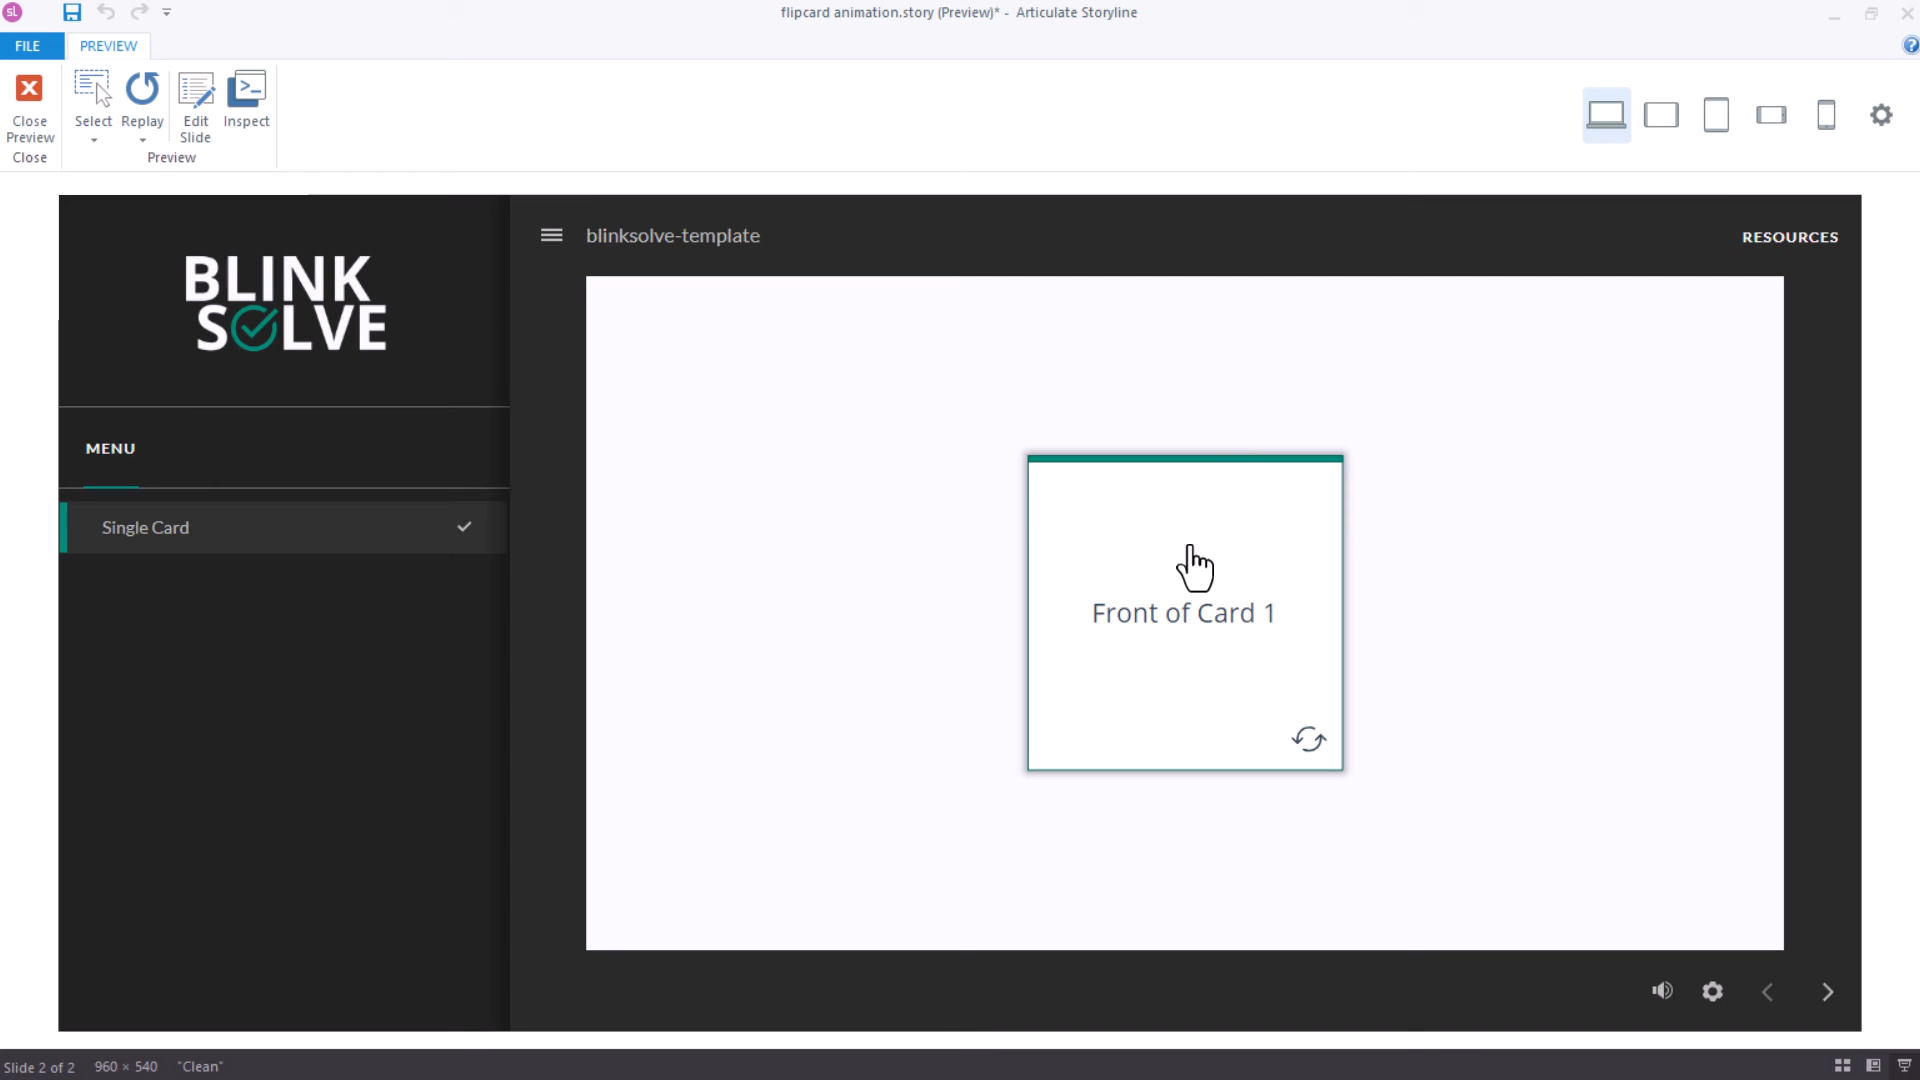 sl
flipcard animation.story (Preview)* - Articulate Storyline
FILE
PREVIEW
?
Close
Preview
Select
Replay
Edit
Slide
Inspect
Close
Preview
BLINK
SOLVE
blinksolve-template
RESOURCES
MENU
Single Card
Front of Card 1
Slide 2 of 2
960 × 540
"Clean"